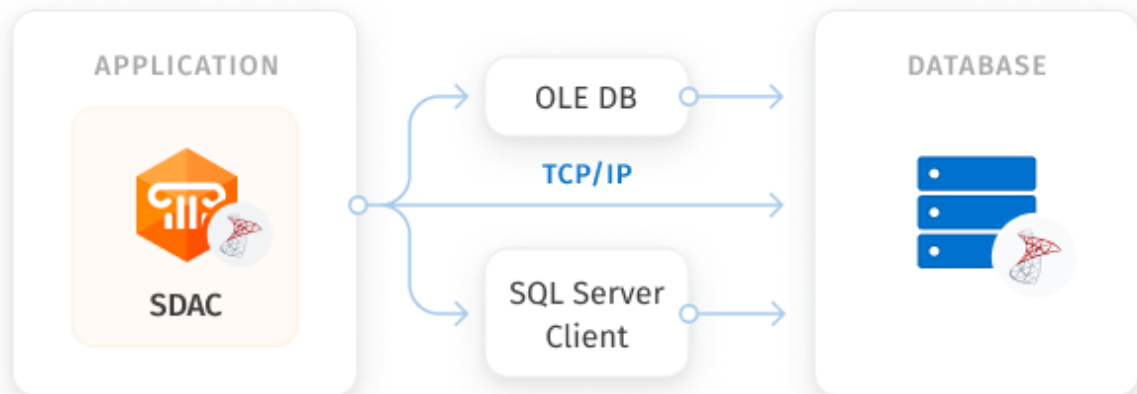 APPLICATION
SDAC
OLE DB
TCP/IP
SQL Server
Client
DATABASE